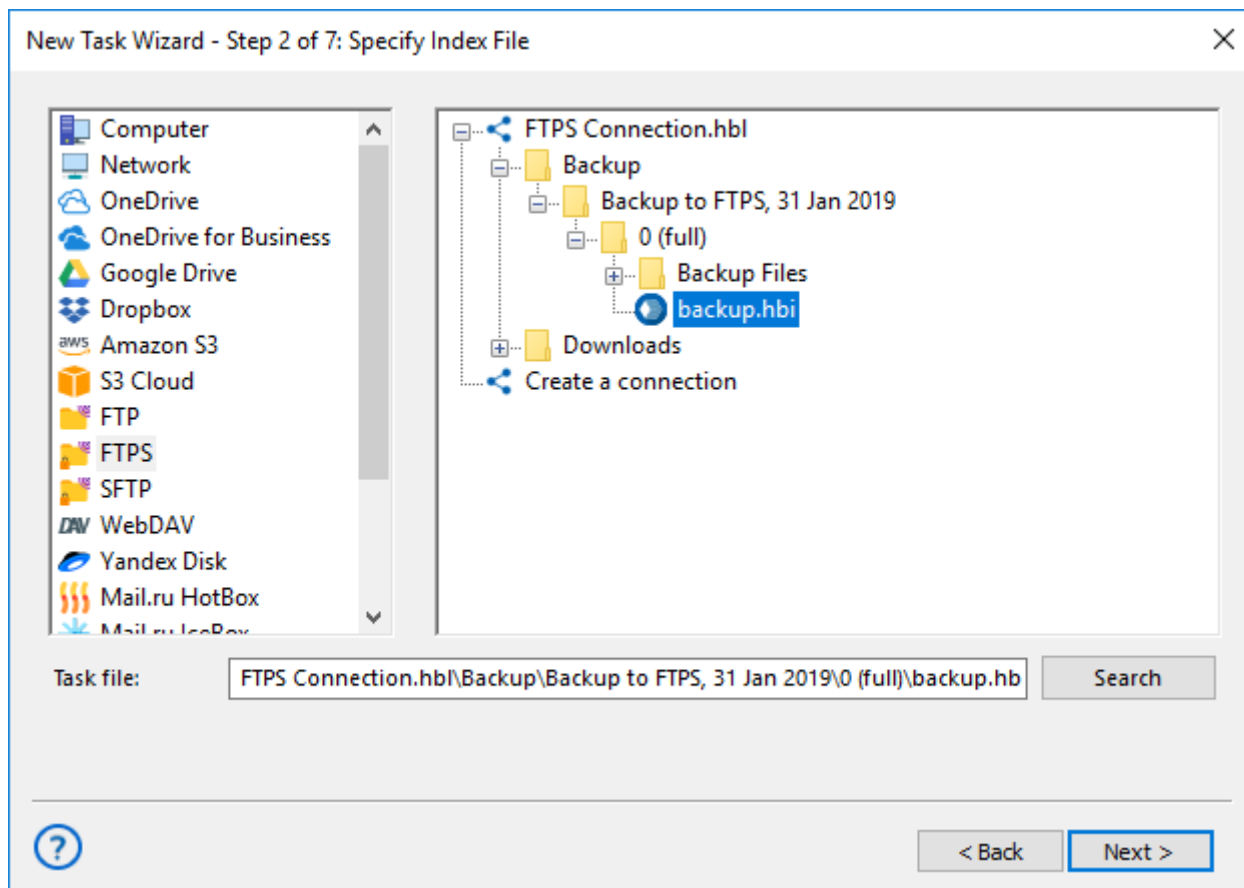 New Task Wizard - Step 2 of 7: Specify Index File
Computer
Network
OneDrive
OneDrive for Business
Google Drive
Dropbox
aws Amazon S3
S3 Cloud
FTP
FTPS
SFTP
DAV WebDAV
Yandex Disk
Mail.ru HotBox
Mail.ru IceBox
FTPS Connection.hbl
Backup
Backup to FTPS, 31 Jan 2019
0 (full)
Backup Files
backup.hbi
Downloads
Create a connection
Task file: FTPS Connection.hbl\Backup\Backup to FTPS, 31 Jan 2019\0 (full)\backup.hb Search
? < Back Next >